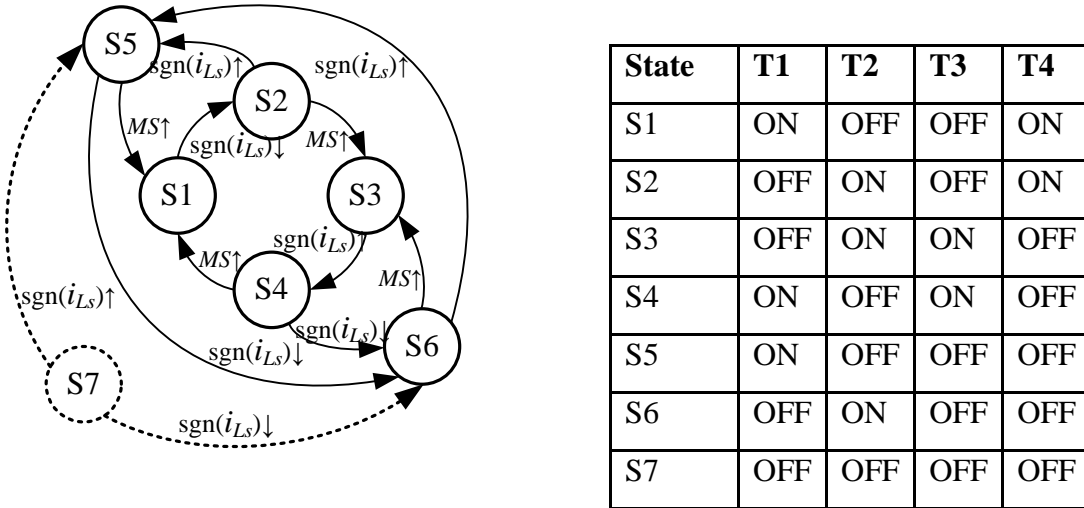 S5
sgn(iLs)↑
sgn(iLs)↑
S2
MS↑
sgn(iLs)↓
MS↑
S1
S3
sgn(iLs)↑
MS↑
MS↑
S4
sgn(iLs)↑
sgn(iLs)↓
sgn(iLs)↓
S6
S7
sgn(iLs)↓
State T1 T2 T3 T4
S1 ON OFF OFF ON
S2 OFF ON OFF ON
S3 OFF ON ON OFF
S4 ON OFF ON OFF
S5 ON OFF OFF OFF
S6 OFF ON OFF OFF
S7 OFF OFF OFF OFF